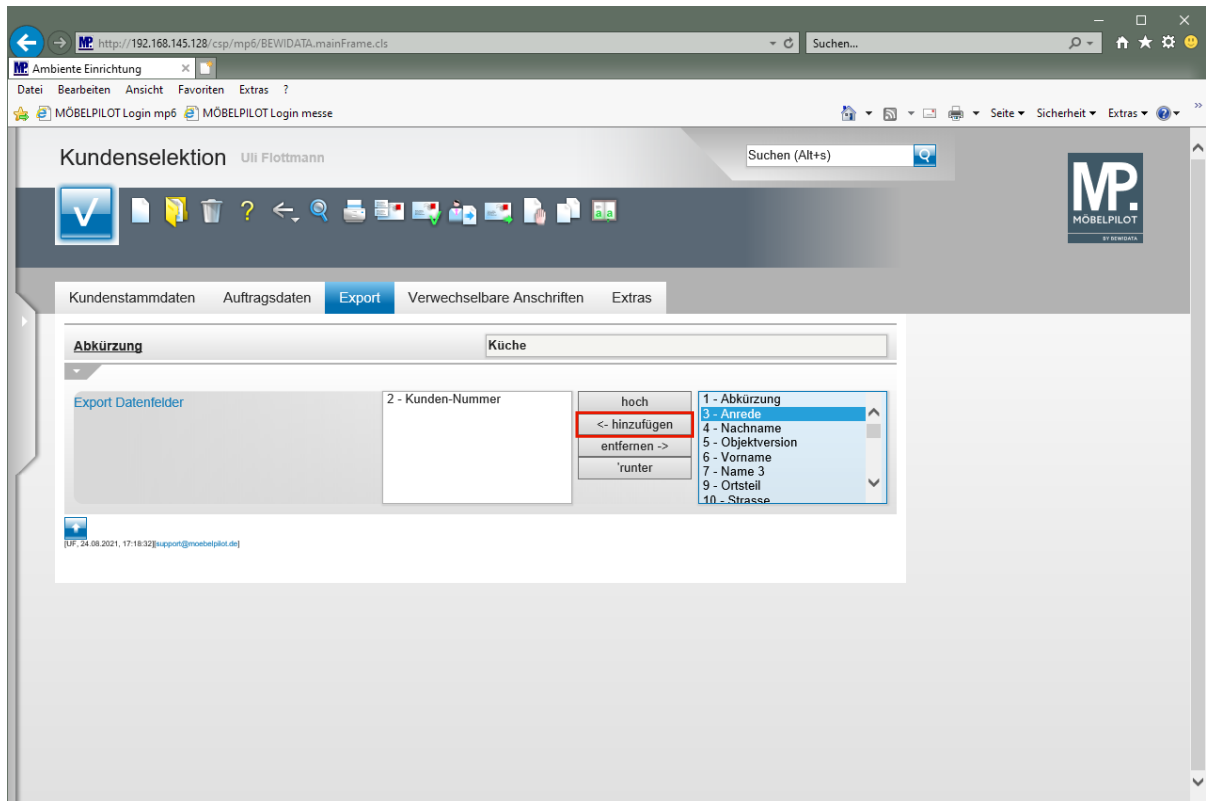 http://192.168.145.128/csp/mp6/BEWIDATA.mainFrame.cls
Suchen...
MP. Ambiente Einrichtung
Datei Bearbeiten Ansicht Favoriten Extras ?
MÖBELPILOT Login mp6 MÖBELPILOT Login messe
Seite Sicherheit Extras
Kundenselektion Uli Flottmann
Suchen (Alt+s)
MP.
MÖBELPILOT
BY BEWIDATA
Kundenstammdaten Auftragsdaten Export Verwechselbare Anschriften Extras
Abkürzung Küche
Export Datenfelder
2 - Kunden-Nummer
hoch
<- hinzufügen
entfernen ->
'runter
1 - Abkürzung
3 - Anrede
4 - Nachname
5 - Objektversion
6 - Vorname
7 - Name 3
9 - Ortsteil
10 - Strasse
[UF, 24.08.2021, 17:18:32][support@moebelpilot.de]